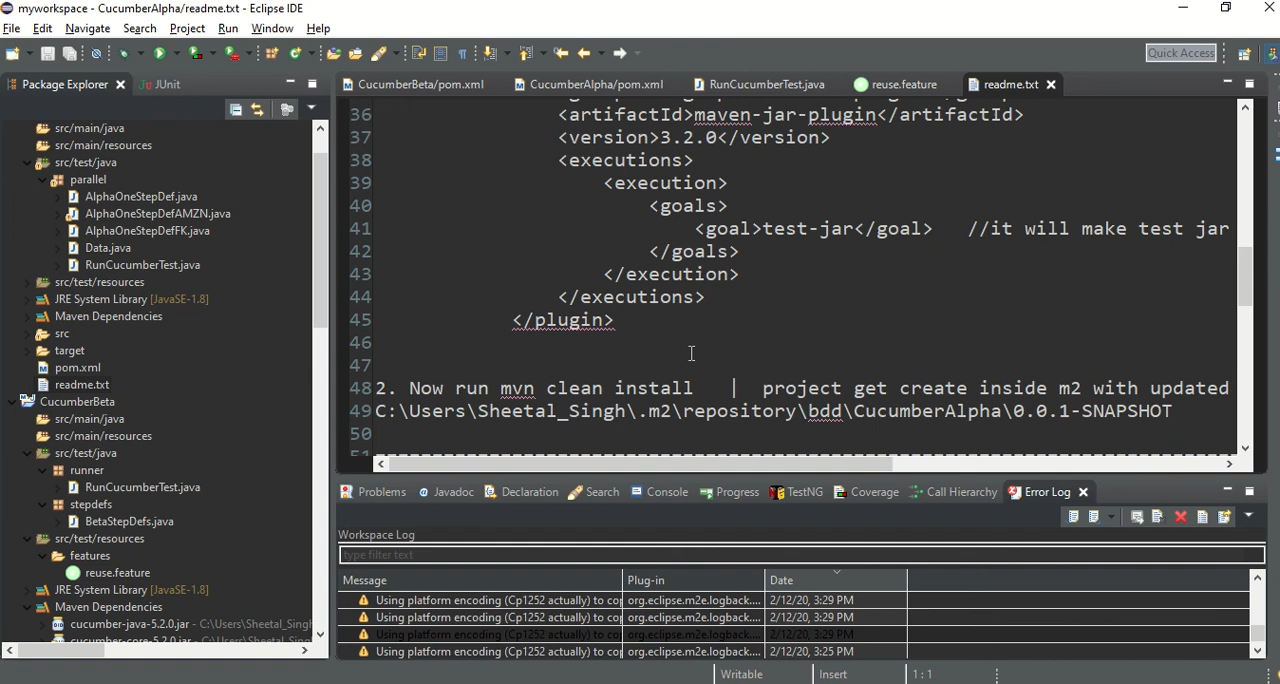 myworkspace - CucumberAlpha/readme.txt - Eclipse IDE
File Edit Navigate Search Project Run Window Help
Quick Access
Package Explorer JUnit
CucumberBeta/pom.xml CucumberAlpha/pom.xml RunCucumberTest.java reuse.feature readme.txt
src/main/java
src/main/resources
src/test/java
parallel
AlphaOneStepDef.java
AlphaOneStepDefAMZN.java
AlphaOneStepDefFK.java
Data.java
RunCucumberTest.java
src/test/resources
JRE System Library [JavaSE-1.8]
Maven Dependencies
src
target
pom.xml
readme.txt
CucumberBeta
src/main/java
src/main/resources
src/test/java
runner
RunCucumberTest.java
stepdefs
BetaStepDefs.java
src/test/resources
features
reuse.feature
JRE System Library [JavaSE-1.8]
Maven Dependencies
cucumber-java-5.2.0.jar - C:\Users\Sheetal_Singh
cucumber-core-5.2.0.jar - C:\Users\Sheetal
36 <artifactId>maven-jar-plugin</artifactId>
37 <version>3.2.0</version>
38 <executions>
39 <execution>
40 <goals>
41 <goal>test-jar</goal> //it will make test jar
42 </goals>
43 </execution>
44 </executions>
45 </plugin>
46
47
48 2. Now run mvn clean install | project get create inside m2 with updated
49 C:\Users\Sheetal_Singh\.m2\repository\bdd\CucumberAlpha\0.0.1-SNAPSHOT
50
51
Problems Javadoc Declaration Search Console Progress TestNG Coverage Call Hierarchy Error Log
Workspace Log
type filter text
Message Plug-in Date
Using platform encoding (Cp1252 actually) to cop org.eclipse.m2e.logback.... 2/12/20, 3:29 PM
Using platform encoding (Cp1252 actually) to cop org.eclipse.m2e.logback.... 2/12/20, 3:29 PM
Using platform encoding (Cp1252 actually) to cop org.eclipse.m2e.logback.... 2/12/20, 3:29 PM
Using platform encoding (Cp1252 actually) to cop org.eclipse.m2e.logback.... 2/12/20, 3:25 PM
Writable Insert 1 : 1